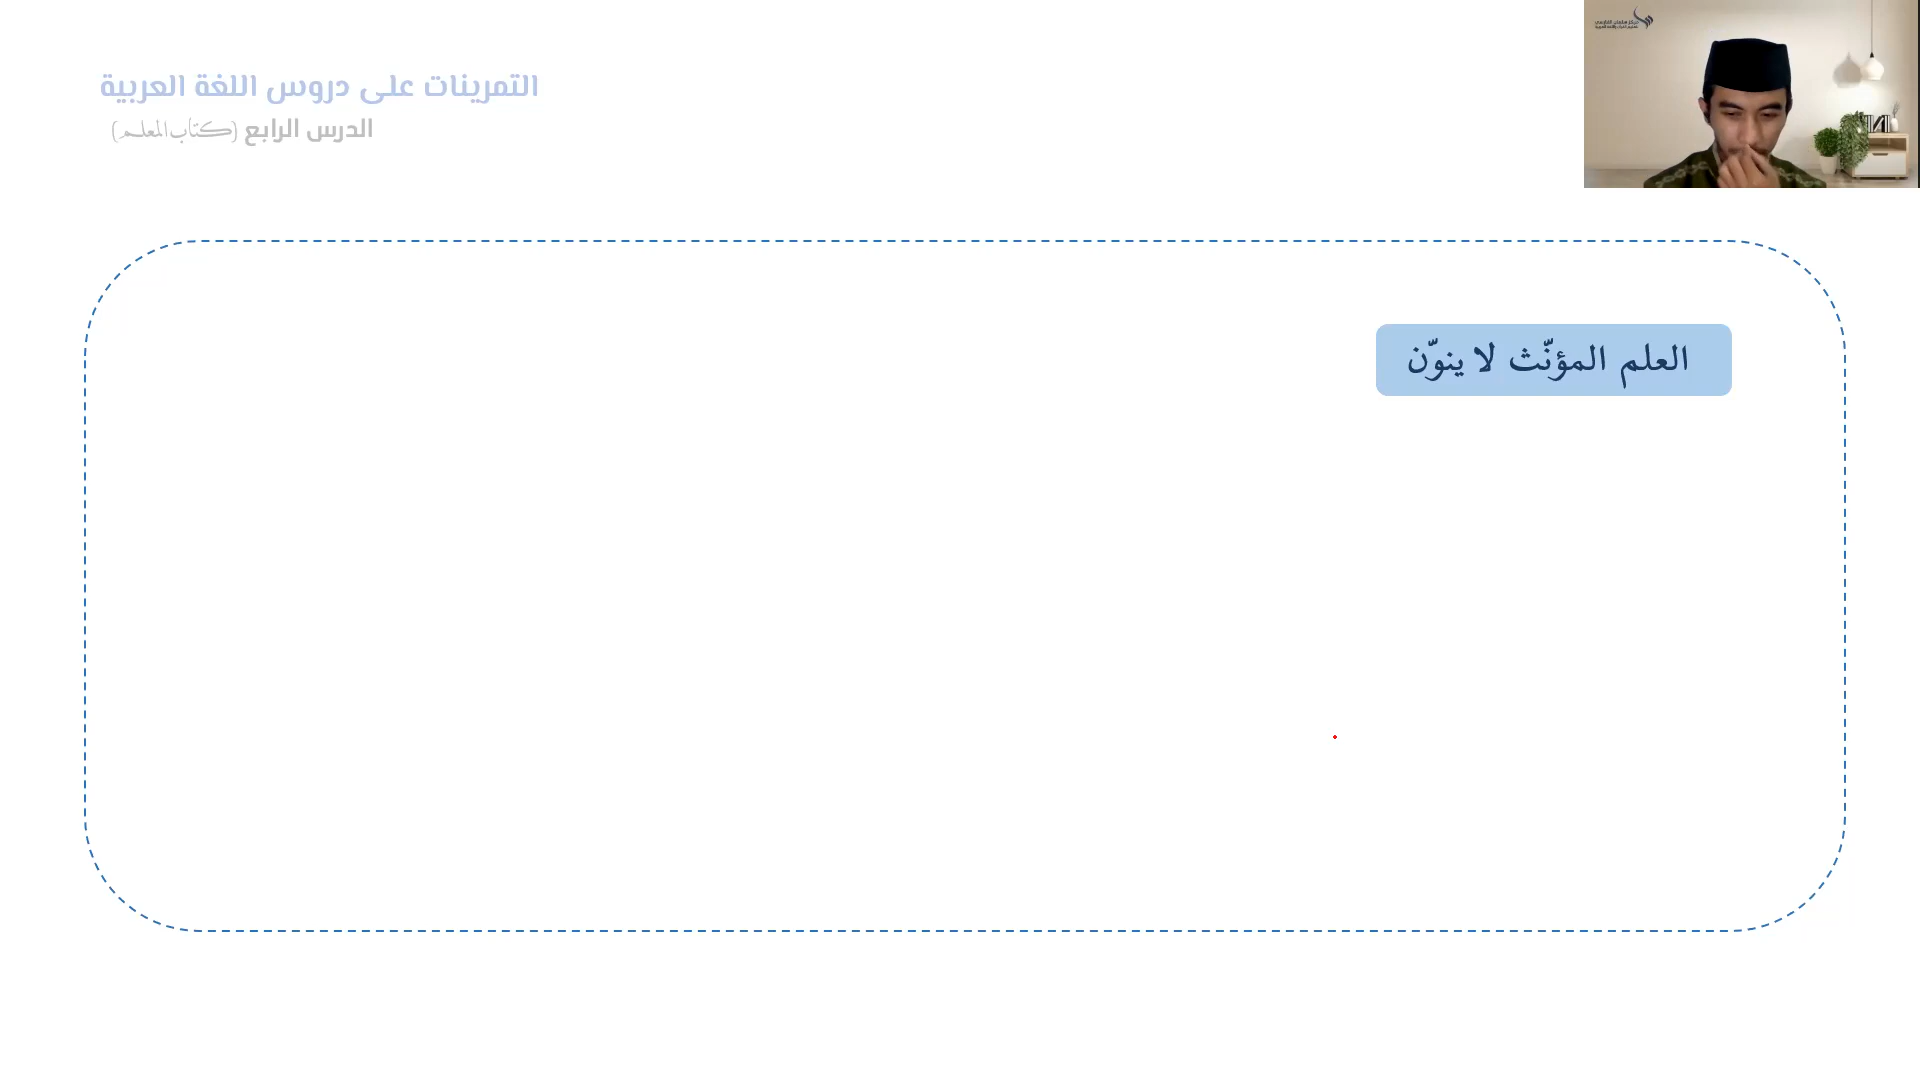 التمرينات على دروس اللغة العربية
الدرس الرابع (كتاب المعلم)
العلم المؤنّث لا ينوّن